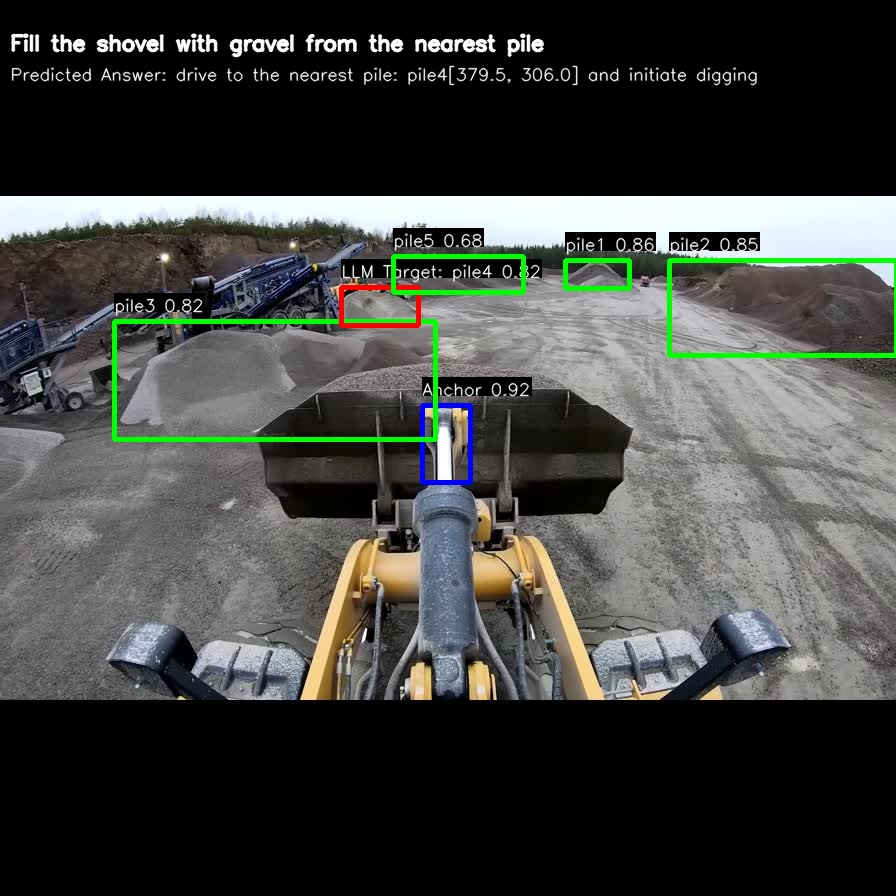 Fill the shovel with gravel from the nearest pile
Predicted Answer: drive to the nearest pile: pile4[379.5, 306.0] and initiate digging
pile5 0.68
pile1 0.86
pile2 0.85
LLM Target: pile4 0.82
pile3 0.82
Anchor 0.92